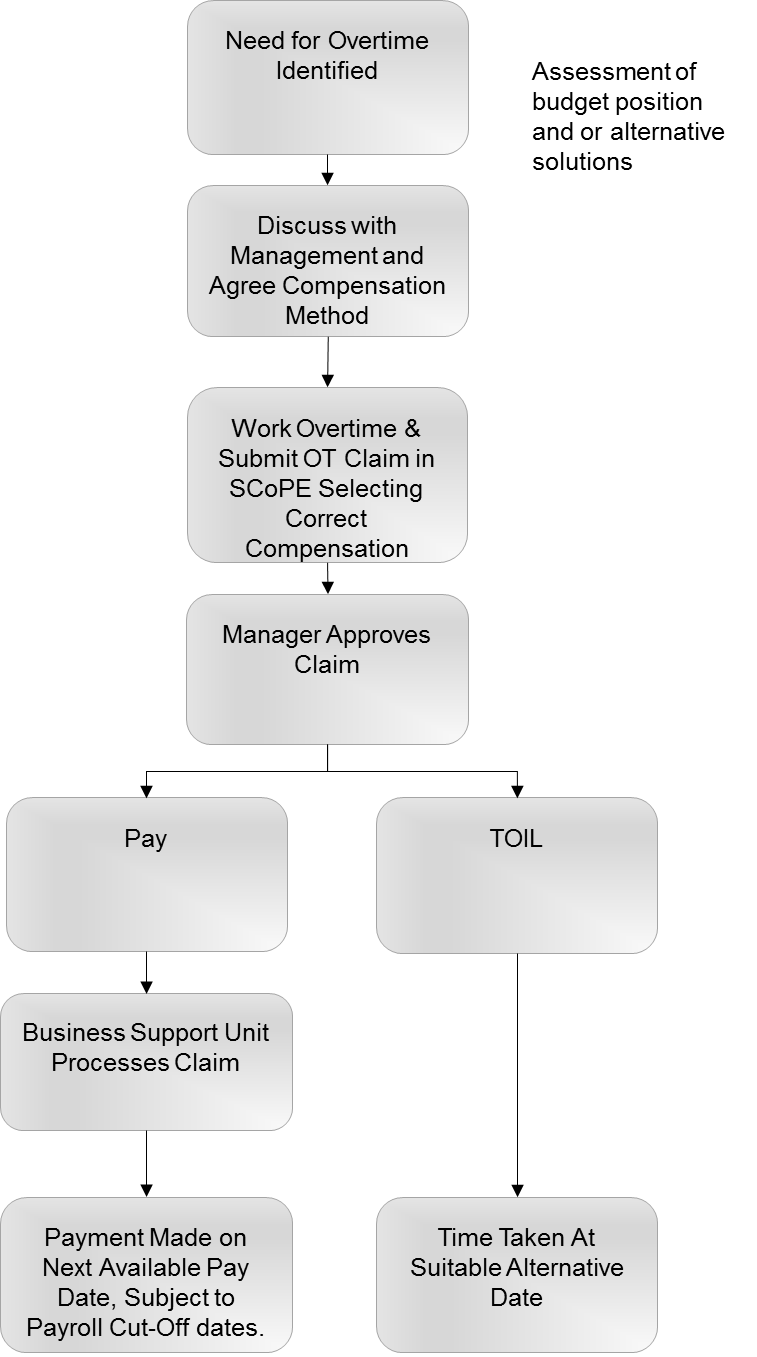 Need for Overtime
Identified
Assessment of
budget position
and or alternative
solutions
Discuss with
Management and
Agree Compensation
Method
Work Overtime &
Submit OT Claim in
SCoPE Selecting
Correct
Compensation
Manager Approves
Claim
Pay
TOIL
Business Support Unit
Processes Claim
Payment Made on
Next Available Pay
Date, Subject to
Payroll Cut-Off dates.
Time Taken At
Suitable Alternative
Date